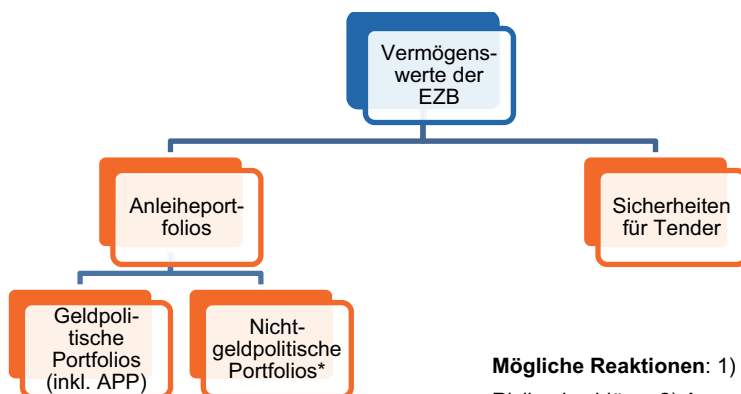 Vermögens-
werte der
EZB
Anleiheport-
folios
Sicherheiten
für Tender
Geldpoli-
tische
Portfolios
(inkl. APP)
Nicht-
geldpolitische
Portfolios*
Mögliche Reaktionen: 1)